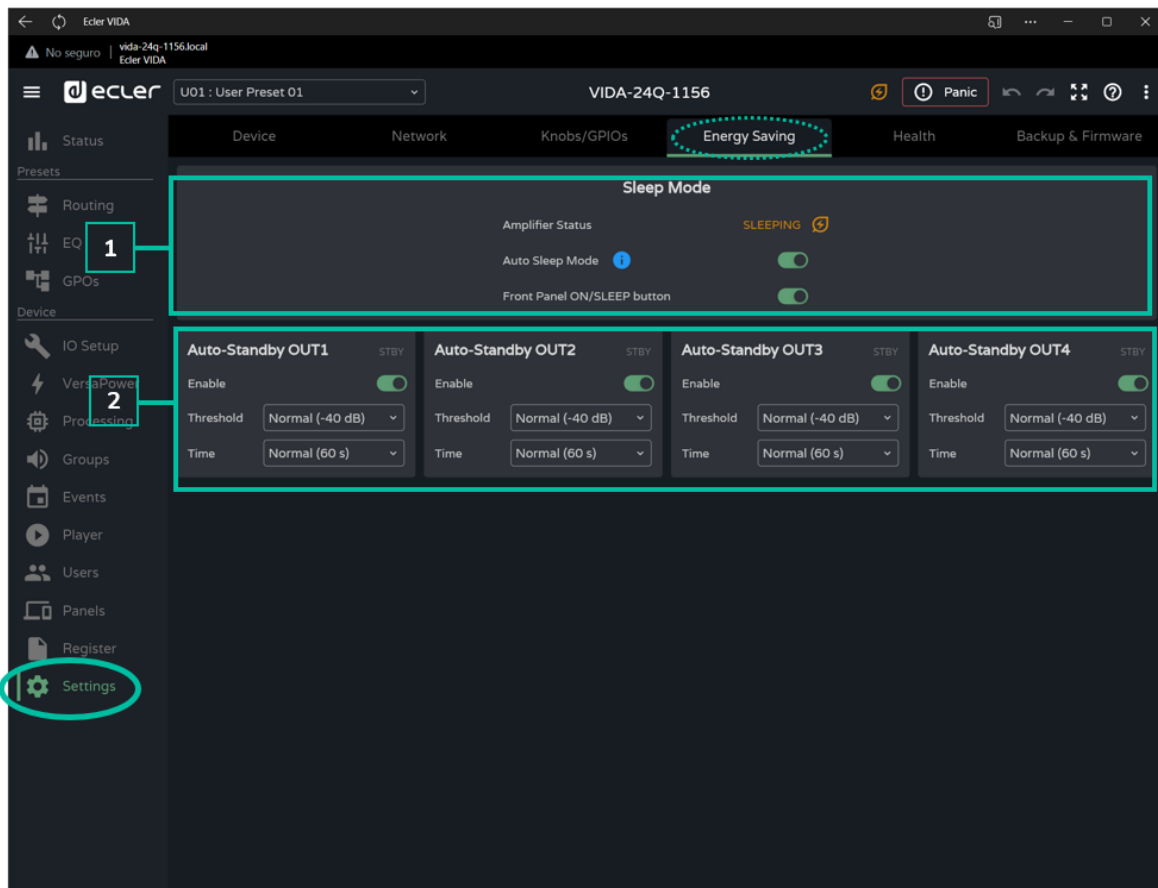 Ecler VIDA
No seguro | vida-24q-1156.local
Ecler VIDA
ecler
U01 : User Preset 01
VIDA-24Q-1156
Panic
Device Network Knobs/GPIOs Energy Saving Health Backup & Firmware
Status
Presets
Routing
EQ
GPOs
Device
IO Setup
VersaPower
Processing
Groups
Events
Player
Users
Panels
Register
Settings
1
Sleep Mode
Amplifier Status SLEEPING
Auto Sleep Mode
Front Panel ON/SLEEP button
2
Auto-Standby OUT1 STBY
Enable
Threshold Normal (-40 dB)
Time Normal (60 s)
Auto-Standby OUT2 STBY
Enable
Threshold Normal (-40 dB)
Time Normal (60 s)
Auto-Standby OUT3 STBY
Enable
Threshold Normal (-40 dB)
Time Normal (60 s)
Auto-Standby OUT4 STBY
Enable
Threshold Normal (-40 dB)
Time Normal (60 s)